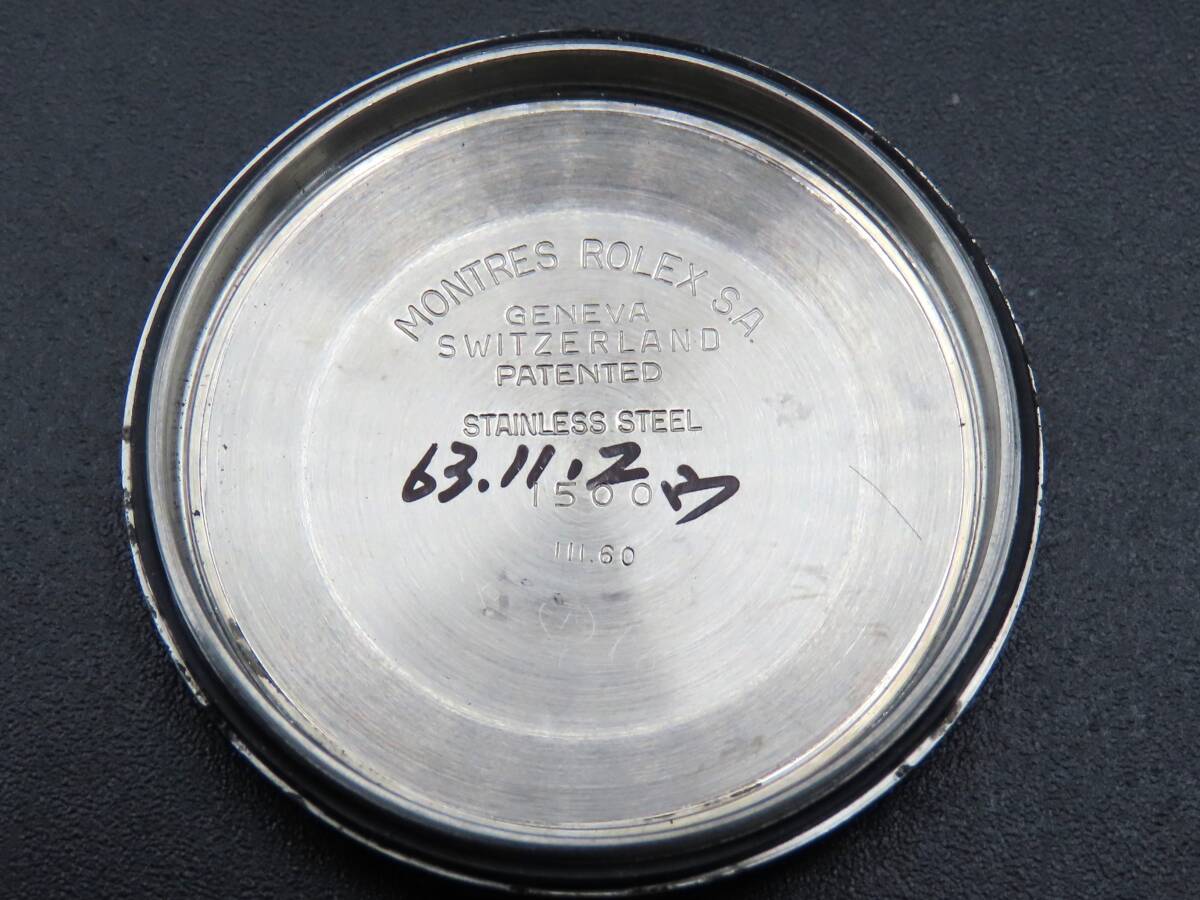 MONTRES ROLEX S.A.
GENEVA
SWITZERLAND
PATENTED
STAINLESS STEEL
63.11.2
1500
III.60